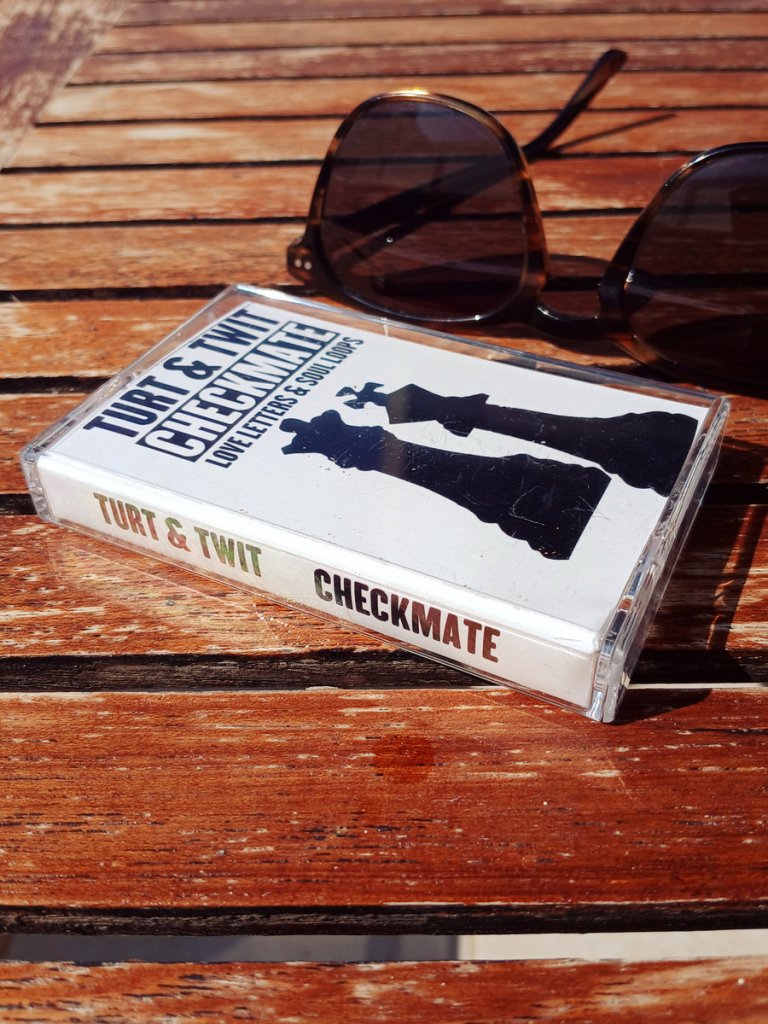 TURT & TWIT
CHECKMATE
LOVE LETTERS & SOUL LOOPS
TURT & TWIT CHECKMATE